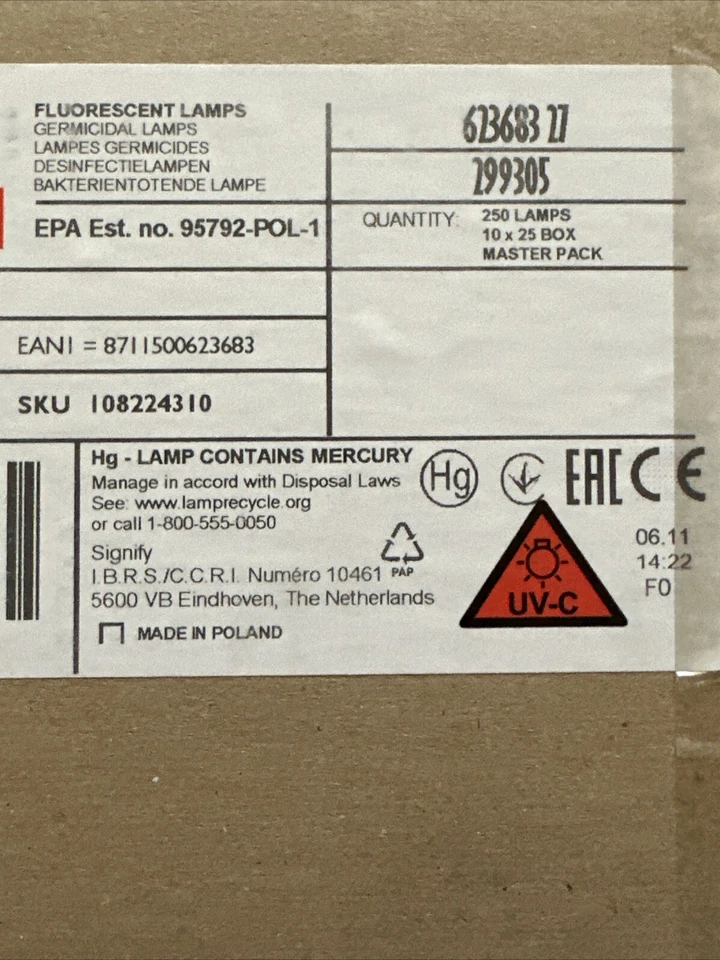 FLUORESCENT LAMPS
GERMICIDAL LAMPS
LAMPES GERMICIDES
DESINFECTIELAMPEN
BAKTERIENTOTENDE LAMPE
EPA Est. no. 95792-POL-1
623683 27
299305
QUANTITY: 250 LAMPS
10 x 25 BOX
MASTER PACK
EAN1 = 8711500623683
SKU 108224310
Hg - LAMP CONTAINS MERCURY
Manage in accord with Disposal Laws
See: www.lamprecycle.org
or call 1-800-555-0050
Signify
I.B.R.S./C.C.R.I. Numéro 10461
5600 VB Eindhoven, The Netherlands
MADE IN POLAND
Hg
EAC CE
PAP
UV-C
06.11
14:22
F0